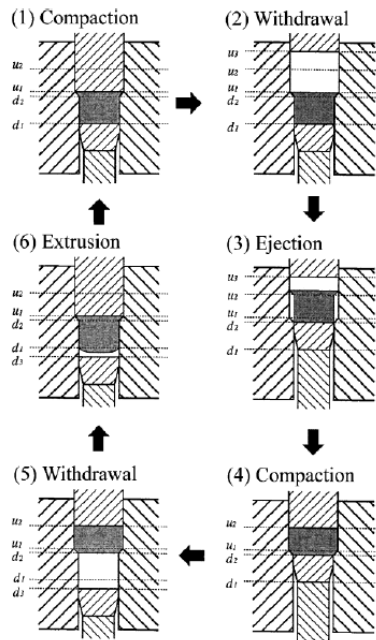 (1) Compaction
u₂
u₁
d₂
d₁
(2) Withdrawal
u₃
u₂
u₁
d₂
d₁
(3) Ejection
u₃
u₂
u₁
d₂
d₁
(4) Compaction
u₂
u₁
d₂
d₁
(5) Withdrawal
u₂
u₁
d₂
d₁
d₃
(6) Extrusion
u₂
u₁
d₂
d₁
d₃